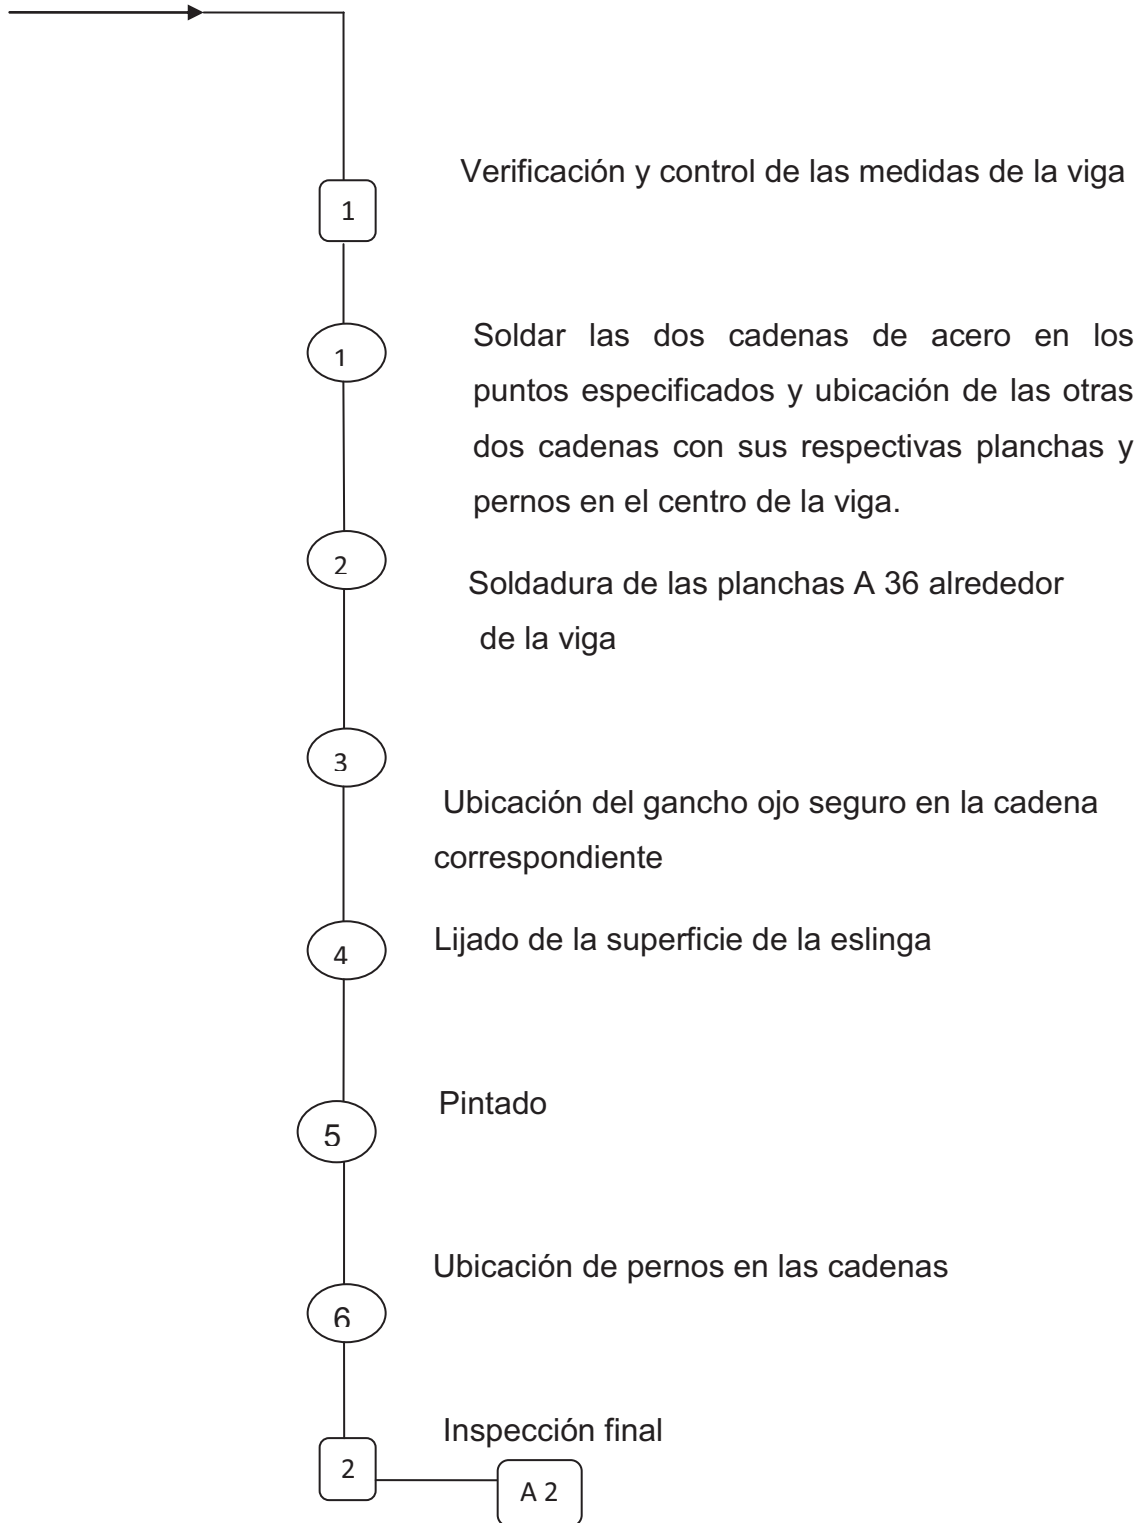 Verificación y control de las medidas de la viga
1
Soldar las dos cadenas de acero en los
1
puntos especificados y ubicación de las otras
dos cadenas con sus respectivas planchas y
pernos en el centro de la viga.
2
Soldadura de las planchas A 36 alrededor
de la viga
3
Ubicación del gancho ojo seguro en la cadena
correspondiente
Lijado de la superficie de la eslinga
4
Pintado
5
Ubicación de pernos en las cadenas
6
Inspección final
2
A 2